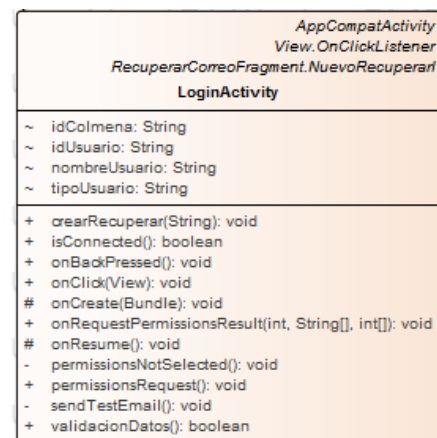 AppCompatActivity
View.OnClickListener
RecuperarCorreoFragment.NuevoRecuperarl
LoginActivity
~ idColmena: String
~ idUsuario: String
~ nombreUsuario: String
~ tipoUsuario: String
+ crearRecuperar(String): void
+ isConnected(): boolean
+ onBackPressed(): void
+ onClick(View): void
# onCreate(Bundle): void
+ onRequestPermissionsResult(int, String[], int[]): void
# onResume(): void
- permissionsNotSelected(): void
+ permissionsRequest(): void
- sendTestEmail(): void
+ validacionDatos(): boolean